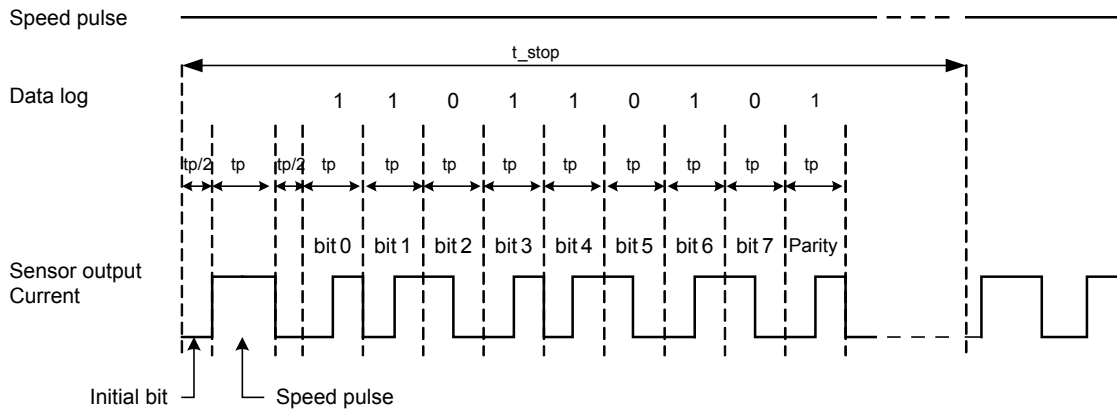 Speed pulse
t_stop
Data log
1 1 0 1 1 0 1 0 1
tp/2 tp tp/2 tp tp tp tp tp tp tp tp tp
bit 0 bit 1 bit 2 bit 3 bit 4 bit 5 bit 6 bit 7 Parity
Sensor output
Current
Initial bit
Speed pulse